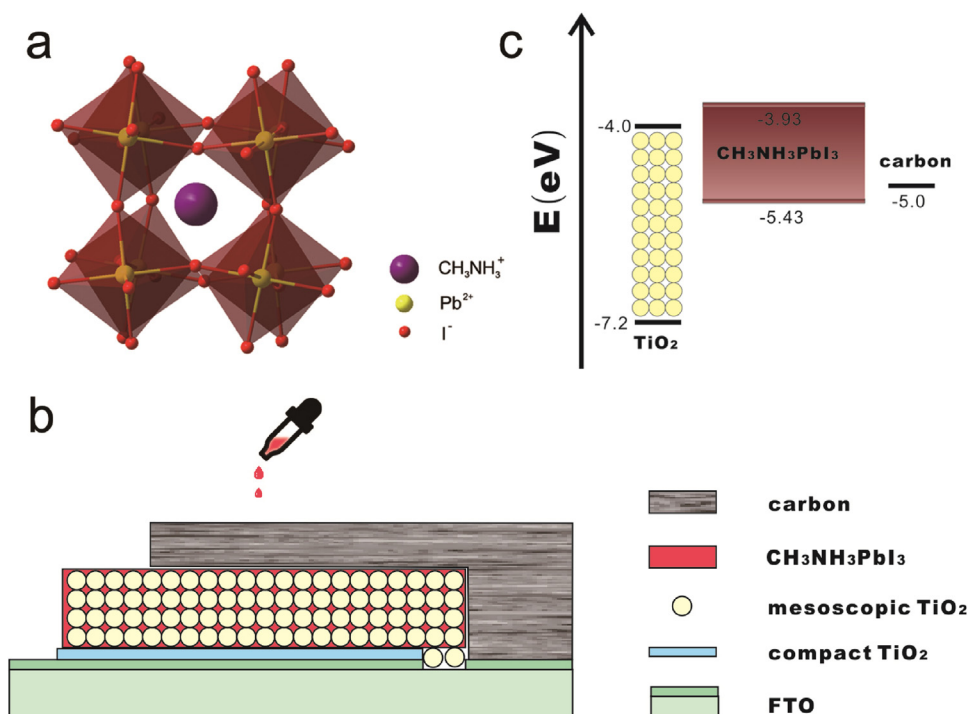 a
CH₃NH₃⁺
Pb²⁺
I⁻
c
E(eV)
-4.0
-7.2
TiO₂
-3.93
CH₃NH₃PbI₃
-5.43
carbon
-5.0
b
carbon
CH₃NH₃PbI₃
mesoscopic TiO₂
compact TiO₂
FTO